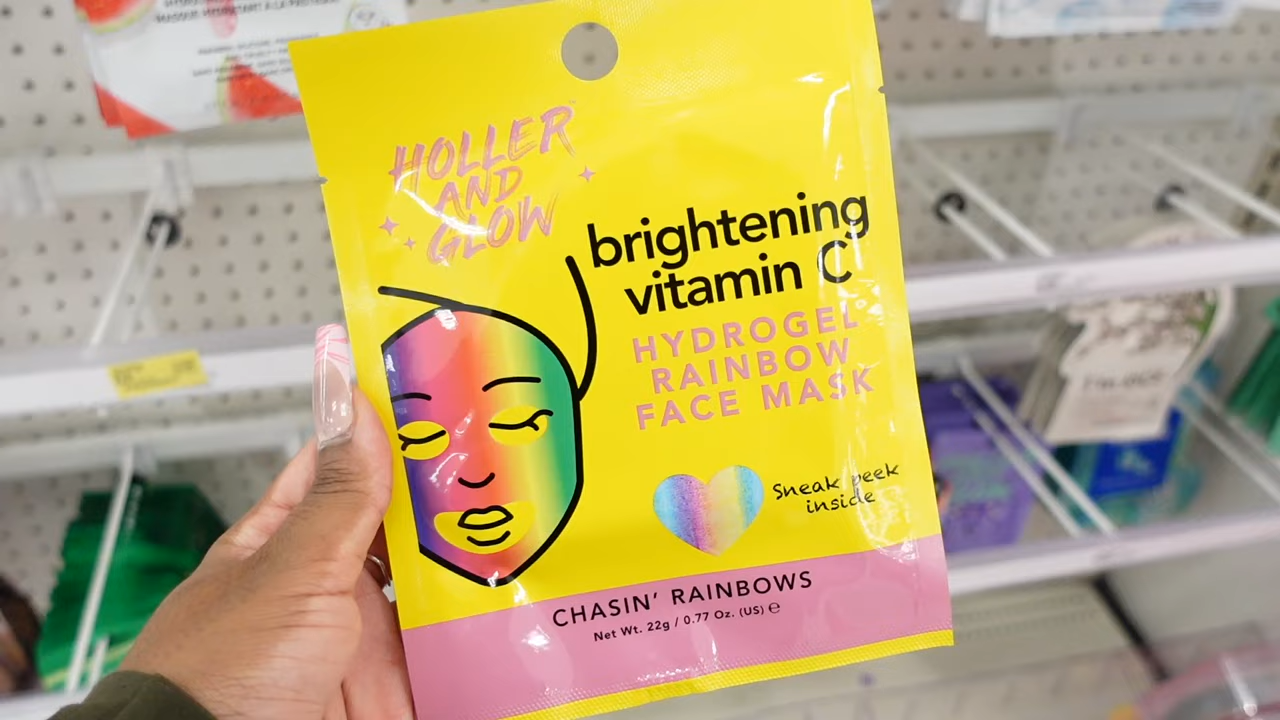 HOLLER
AND
GLOW
brightening
vitamin C
HYDROGEL
RAINBOW
FACE MASK
Sneak peek
inside
CHASIN' RAINBOWS
Net Wt. 22g / 0.77 Oz. (US) ℮